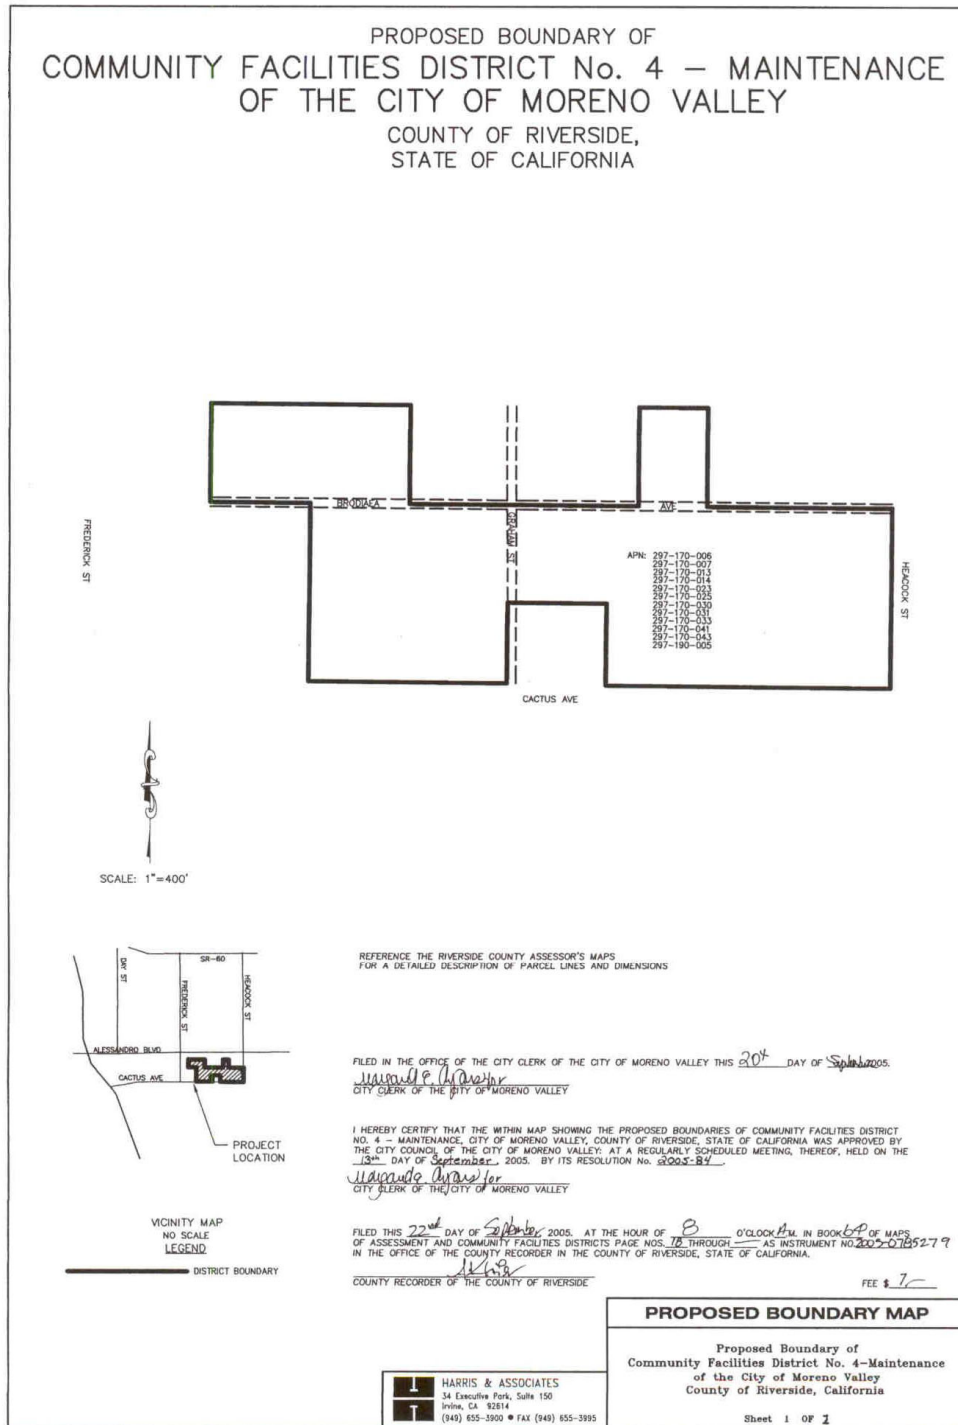 PROPOSED BOUNDARY OF
COMMUNITY FACILITIES DISTRICT No. 4 – MAINTENANCE
OF THE CITY OF MORENO VALLEY
COUNTY OF RIVERSIDE,
STATE OF CALIFORNIA
BRODIAEA
AVE
GRAHAM ST
FREDERICK ST
HEACOCK ST
APN: 297-170-006
297-170-007
297-170-013
297-170-014
297-170-023
297-170-025
297-170-030
297-170-031
297-170-033
297-170-041
297-170-043
297-190-005
CACTUS AVE
SCALE: 1"=400'
SR-60
DAY ST
FREDERICK ST
HEACOCK ST
ALESSANDRO BLVD
CACTUS AVE
PROJECT
LOCATION
VICINITY MAP
NO SCALE
LEGEND
DISTRICT BOUNDARY
REFERENCE THE RIVERSIDE COUNTY ASSESSOR'S MAPS
FOR A DETAILED DESCRIPTION OF PARCEL LINES AND DIMENSIONS
FILED IN THE OFFICE OF THE CITY CLERK OF THE CITY OF MORENO VALLEY THIS 20th DAY OF September 2005.
CITY CLERK OF THE CITY OF MORENO VALLEY
I HEREBY CERTIFY THAT THE WITHIN MAP SHOWING THE PROPOSED BOUNDARIES OF COMMUNITY FACILITIES DISTRICT
NO. 4 – MAINTENANCE, CITY OF MORENO VALLEY, COUNTY OF RIVERSIDE, STATE OF CALIFORNIA WAS APPROVED BY
THE CITY COUNCIL OF THE CITY OF MORENO VALLEY: AT A REGULARLY SCHEDULED MEETING, THEREOF, HELD ON THE
13th DAY OF September, 2005. BY ITS RESOLUTION No. 2005-84.
for
CITY CLERK OF THE CITY OF MORENO VALLEY
FILED THIS 22nd DAY OF September, 2005. AT THE HOUR OF 8 O'CLOCK A.M. IN BOOK 64 OF MAPS
OF ASSESSMENT AND COMMUNITY FACILITIES DISTRICTS PAGE NOS. 78 THROUGH — AS INSTRUMENT NO. 2005-0785279
IN THE OFFICE OF THE COUNTY RECORDER IN THE COUNTY OF RIVERSIDE, STATE OF CALIFORNIA.
COUNTY RECORDER OF THE COUNTY OF RIVERSIDE
FEE $ 7.—
HARRIS & ASSOCIATES
34 Executive Park, Suite 150
Irvine, CA 92614
(949) 655-3900 ● FAX (949) 655-3995
PROPOSED BOUNDARY MAP
Proposed Boundary of
Community Facilities District No. 4-Maintenance
of the City of Moreno Valley
County of Riverside, California
Sheet 1 OF 1